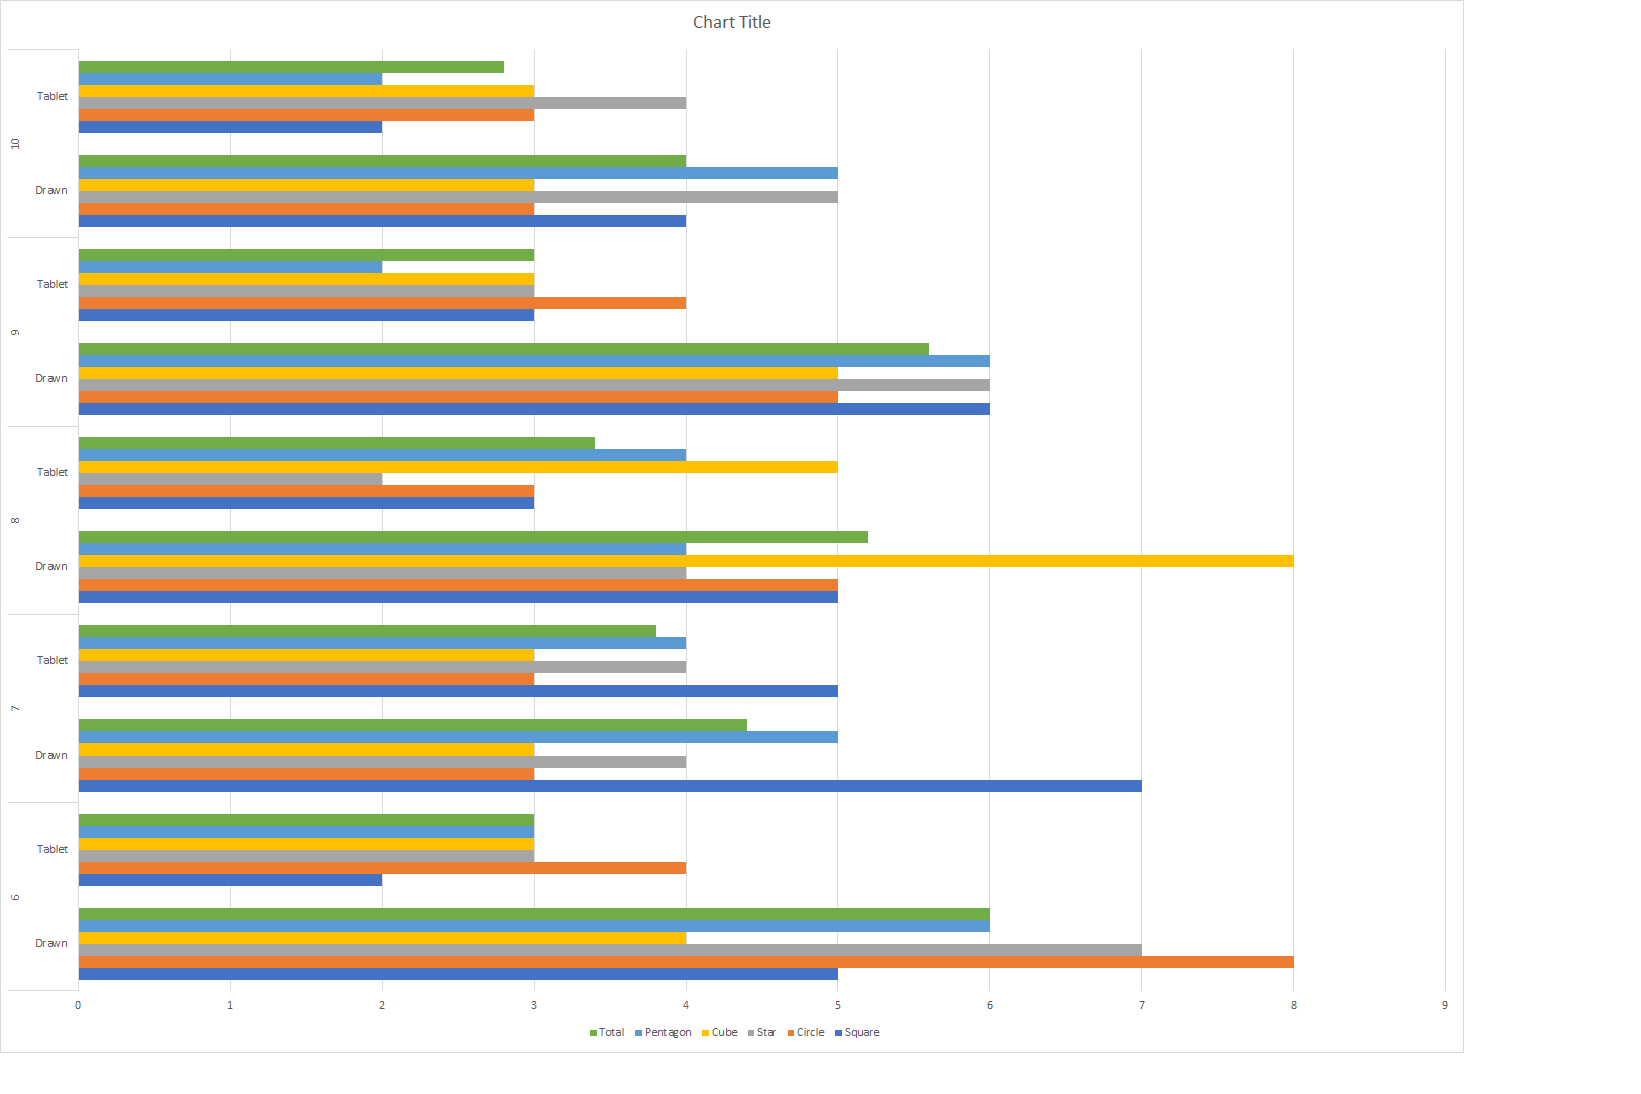 Chart Title
Tablet
10
Drawn
Tablet
9
Drawn
Tablet
8
Drawn
Tablet
7
Drawn
Tablet
6
Drawn
0 1 2 3 4 5 6 7 8 9
Total Pentagon Cube Star Circle Square